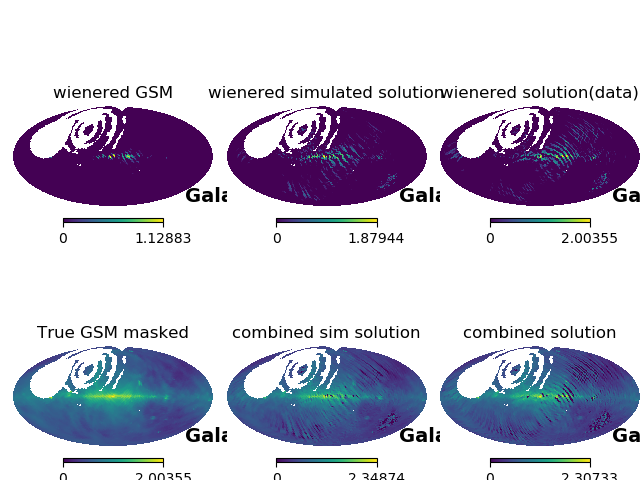 wienered GSM wienered simulated solution wienered solution(data)
Gala Gala Ga
0 1.12883 0 1.87944 0 2.00355
True GSM masked combined sim solution combined solution
Gala Gala Ga
0 2.00355 0 2.34874 0 2.30733